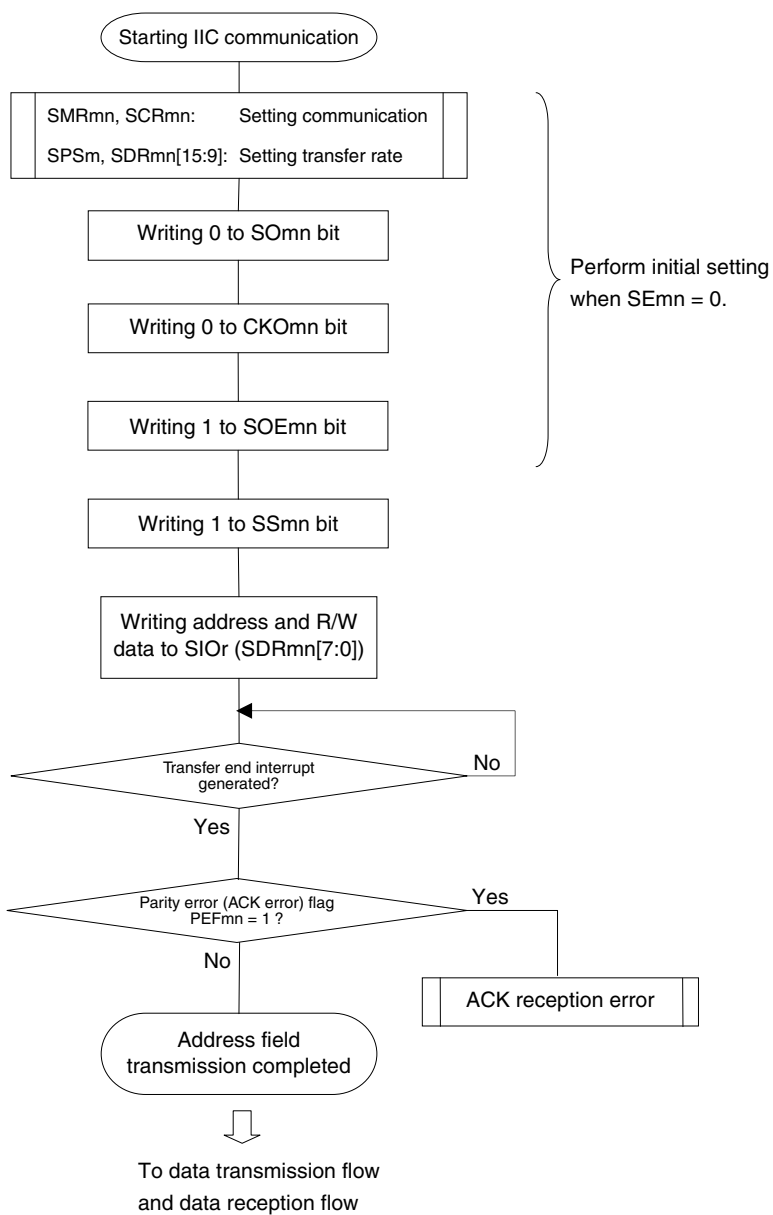 Starting IIC communication
SMRmn, SCRmn: Setting communication
SPSm, SDRmn[15:9]: Setting transfer rate
Writing 0 to SOmn bit
Perform initial setting
when SEmn = 0.
Writing 0 to CKOmn bit
Writing 1 to SOEmn bit
Writing 1 to SSmn bit
Writing address and R/W
data to SIOr (SDRmn[7:0])
Transfer end interrupt
generated?
No
Yes
Parity error (ACK error) flag
PEFmn = 1 ?
Yes
No
ACK reception error
Address field
transmission completed
To data transmission flow
and data reception flow